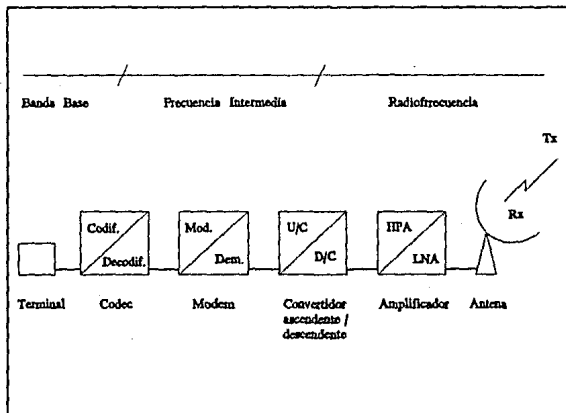 Banda Base Frecuencia Intermedia Radiofrrecuencia
Tx
Rx
Codif. Mod. U/C HPA
Decodif. Dem. D/C LNA
Terminal Codec Modem Convertidor Amplificador Antena
ascendente /
descendente